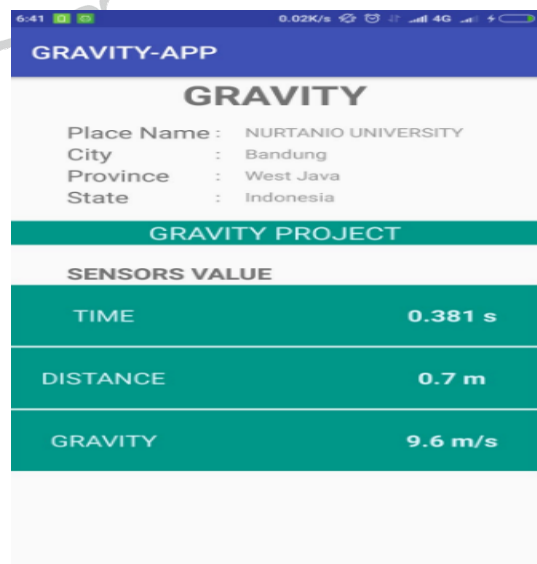 6:41 0.02K/s 4G
GRAVITY-APP
GRAVITY
Place Name : NURTANIO UNIVERSITY
City : Bandung
Province : West Java
State : Indonesia
GRAVITY PROJECT
SENSORS VALUE
TIME 0.381 s
DISTANCE 0.7 m
GRAVITY 9.6 m/s